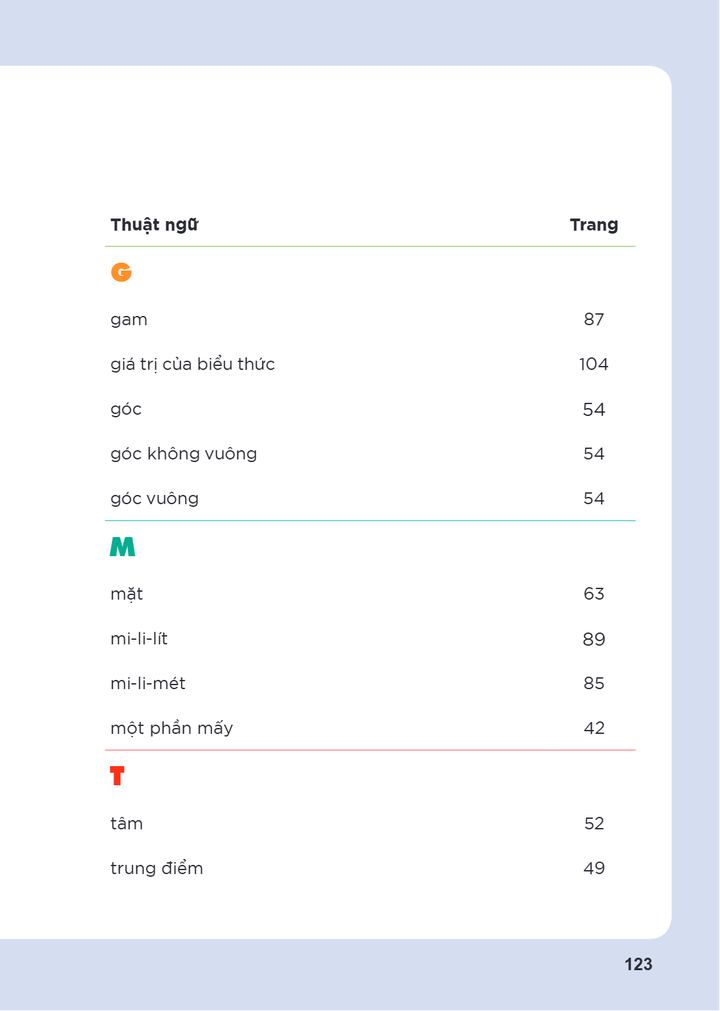 Thuật ngữ Trang
G
gam 87
giá trị của biểu thức 104
góc 54
góc không vuông 54
góc vuông 54
M
mặt 63
mi-li-lít 89
mi-li-mét 85
một phần mấy 42
T
tâm 52
trung điểm 49
123